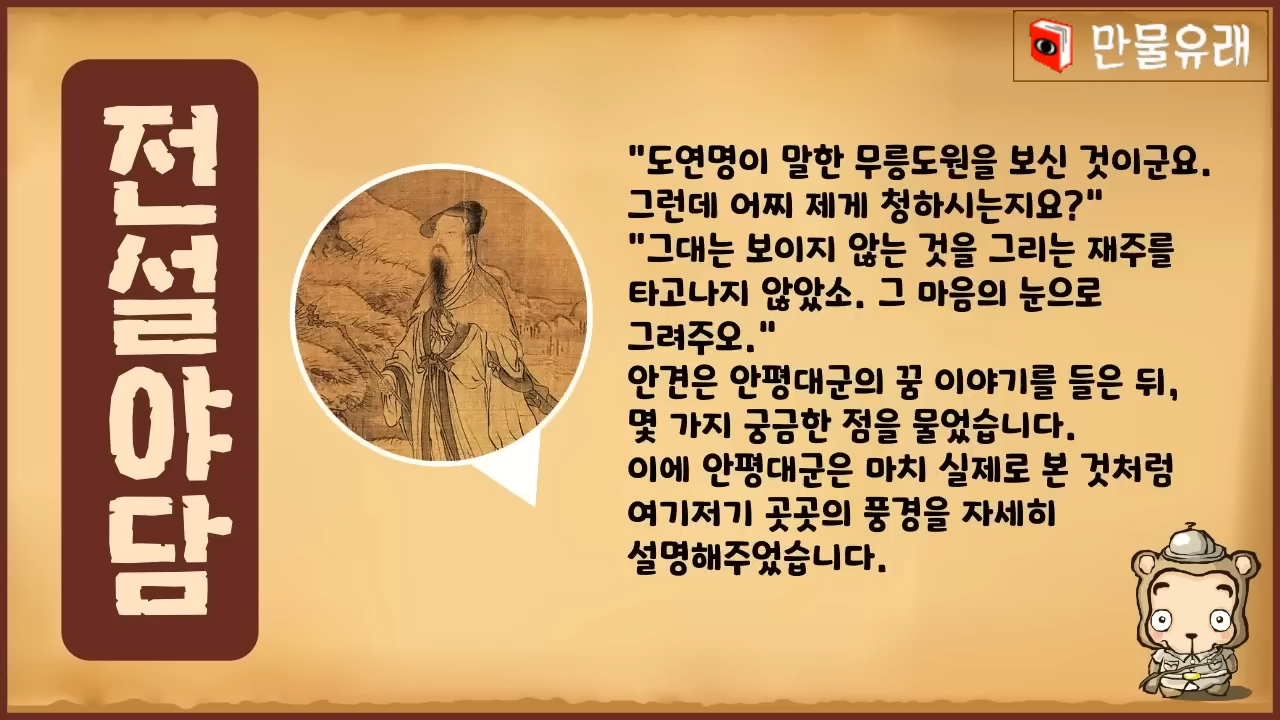 만물유래
전설야담
"도연명이 말한 무릉도원을 보신 것이군요.
그런데 어찌 제게 청하시는지요?"
"그대는 보이지 않는 것을 그리는 재주를
타고나지 않았소. 그 마음의 눈으로
그려주오."
안견은 안평대군의 꿈 이야기를 들은 뒤,
몇 가지 궁금한 점을 물었습니다.
이에 안평대군은 마치 실제로 본 것처럼
여기저기 곳곳의 풍경을 자세히
설명해주었습니다.